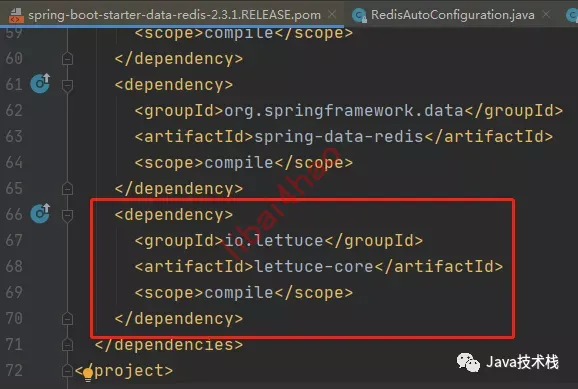 spring-boot-starter-data-redis-2.3.1.RELEASE.pom × RedisAutoConfiguration.java
59 <scope>compile</scope>
60 </dependency>
61 <dependency>
62 <groupId>org.springframework.data</groupId>
63 <artifactId>spring-data-redis</artifactId>
64 <scope>compile</scope>
65 </dependency>
66 <dependency>
67 <groupId>io.lettuce</groupId>
68 <artifactId>lettuce-core</artifactId>
69 <scope>compile</scope>
70 </dependency>
71 </dependencies>
72 </project>
Java技术栈